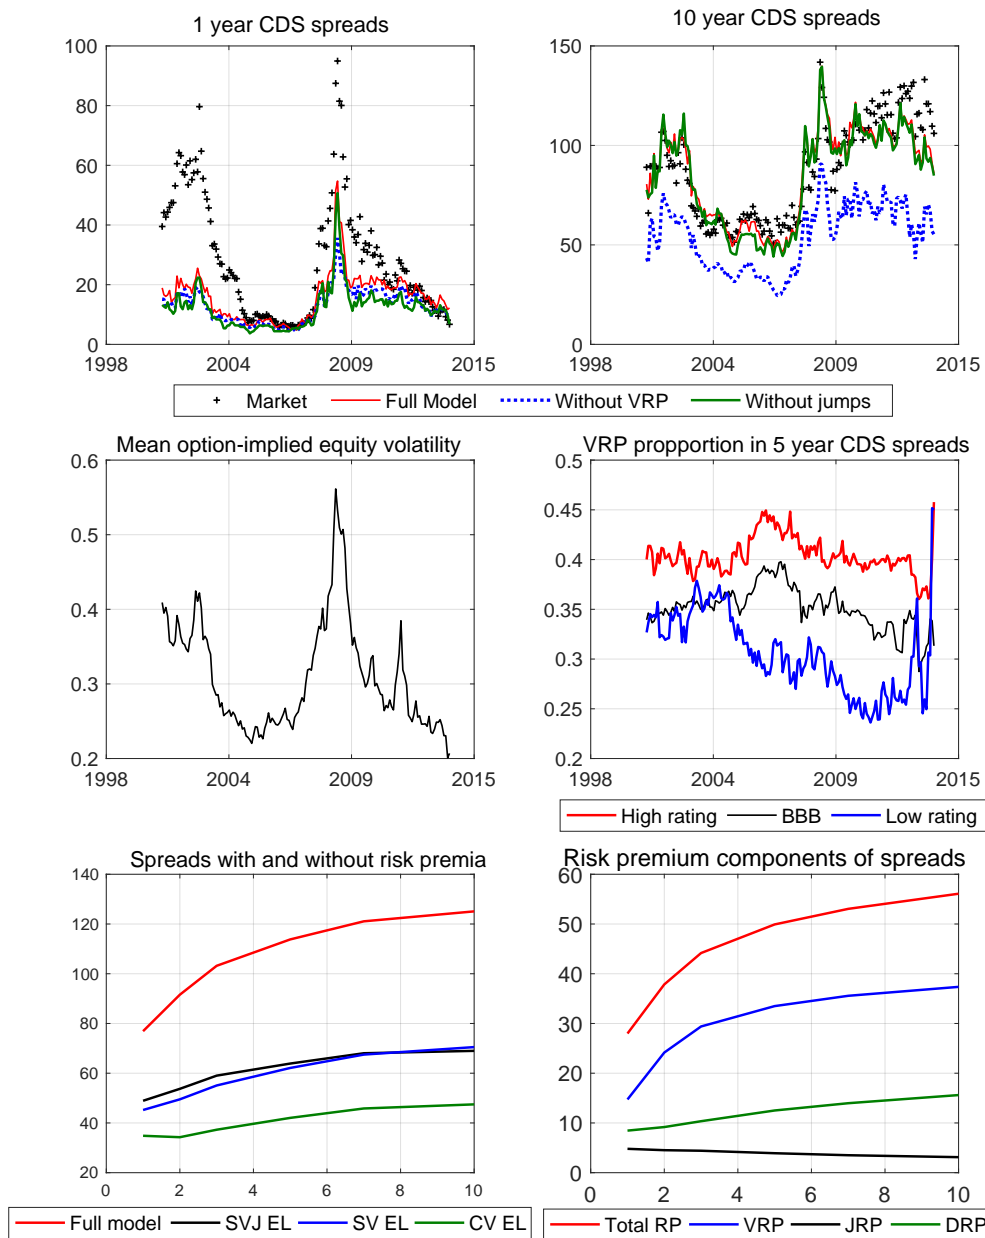 1 year CDS spreads
100
80
60
40
20
0
1998 2004 2009 2015
10 year CDS spreads
150
100
50
0
1998 2004 2009 2015
Market Full Model Without VRP Without jumps
Mean option-implied equity volatility
0.6
0.5
0.4
0.3
0.2
1998 2004 2009 2015
VRP propportion in 5 year CDS spreads
0.5
0.45
0.4
0.35
0.3
0.25
0.2
1998 2004 2009 2015
High rating BBB Low rating
Spreads with and without risk premia
140
120
100
80
60
40
20
0 2 4 6 8 10
Full model SVJ EL SV EL CV EL
Risk premium components of spreads
60
50
40
30
20
10
0
0 2 4 6 8 10
Total RP VRP JRP DRP